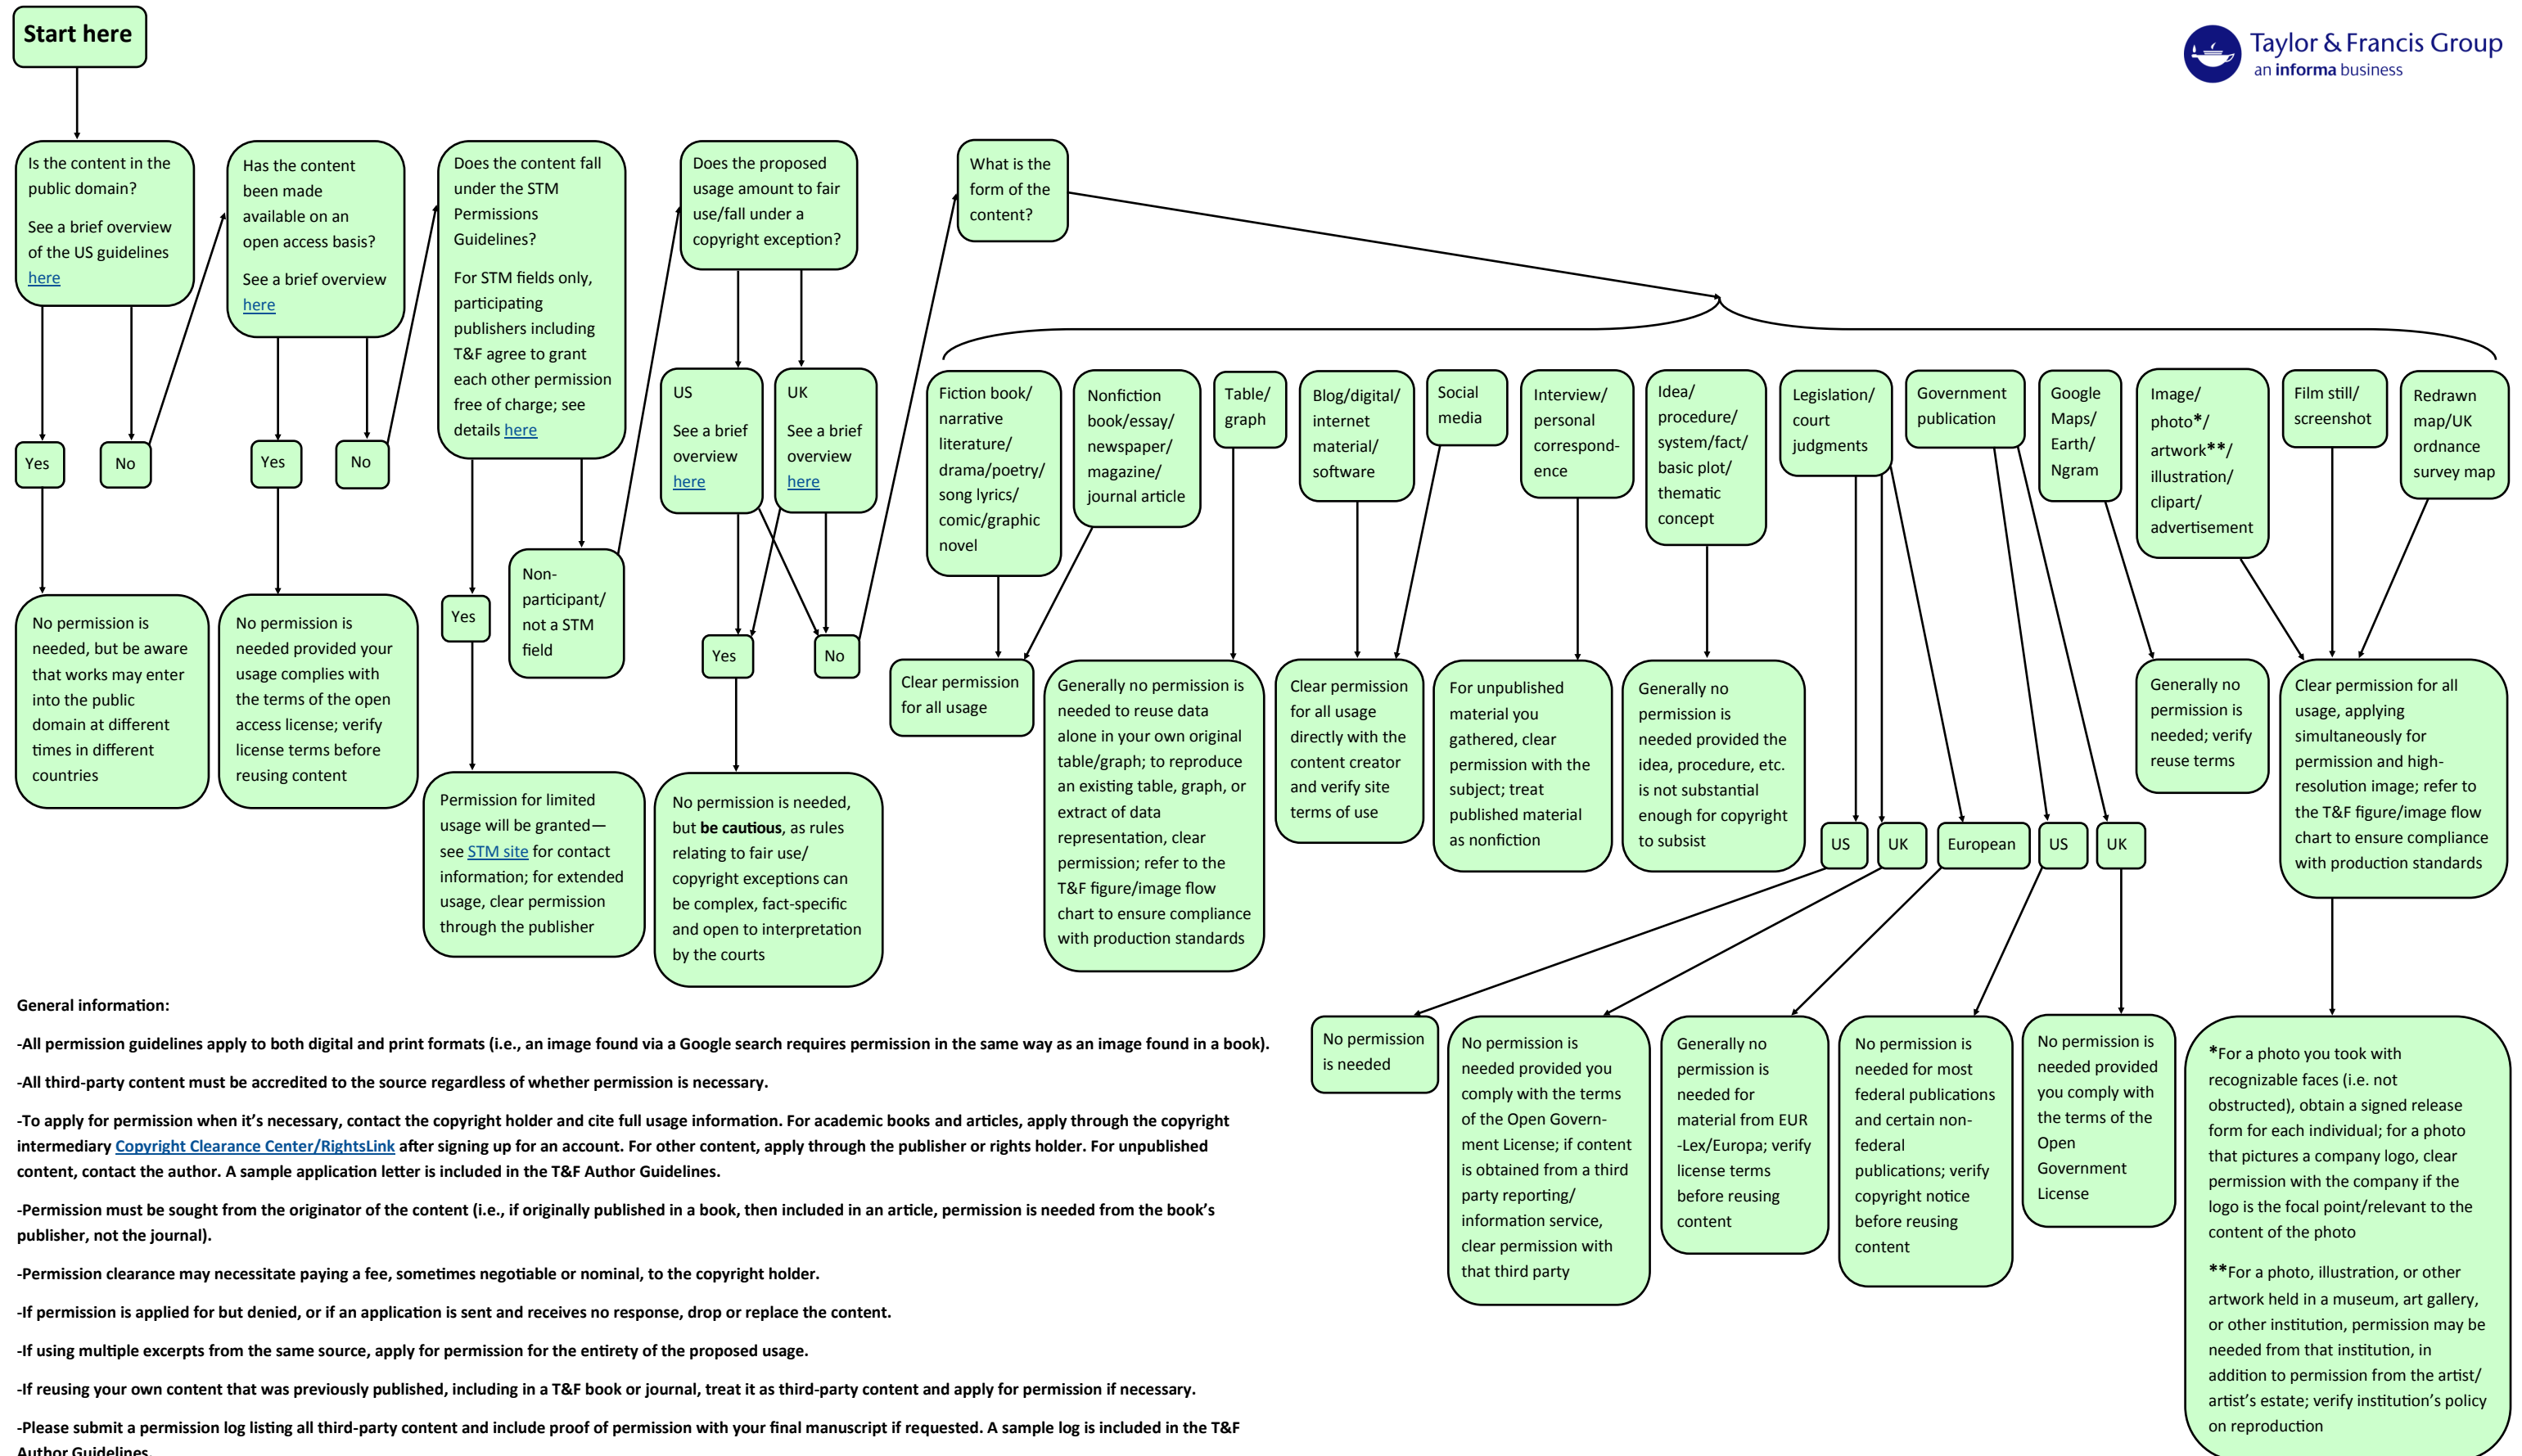 Start here
Taylor & Francis Group
an informa business
Is the content in the
public domain?
See a brief overview
of the US guidelines
here
Has the content
been made
available on an
open access basis?
See a brief overview
here
Does the content fall
under the STM
Permissions
Guidelines?
For STM fields only,
participating
publishers including
T&F agree to grant
each other permission
free of charge; see
details here
Does the proposed
usage amount to fair
use/fall under a
copyright exception?
What is the
form of the
content?
Yes
No
Yes
No
Yes
Non-
participant/
not a STM
field
US
See a brief
overview
here
UK
See a brief
overview
here
Yes
No
No permission is
needed, but be aware
that works may enter
into the public
domain at different
times in different
countries
No permission is
needed provided your
usage complies with
the terms of the open
access license; verify
license terms before
reusing content
Permission for limited
usage will be granted—
see STM site for contact
information; for extended
usage, clear permission
through the publisher
No permission is needed,
but be cautious, as rules
relating to fair use/
copyright exceptions can
be complex, fact-specific
and open to interpretation
by the courts
Fiction book/
narrative
literature/
drama/poetry/
song lyrics/
comic/graphic
novel
Nonfiction
book/essay/
newspaper/
magazine/
journal article
Table/
graph
Blog/digital/
internet
material/
software
Social
media
Interview/
personal
correspond-
ence
Idea/
procedure/
system/fact/
basic plot/
thematic
concept
Legislation/
court
judgments
Government
publication
Google
Maps/
Earth/
Ngram
Image/
photo*/
artwork**/
illustration/
clipart/
advertisement
Film still/
screenshot
Redrawn
map/UK
ordnance
survey map
Clear permission
for all usage
Generally no permission is
needed to reuse data
alone in your own original
table/graph; to reproduce
an existing table, graph, or
extract of data
representation, clear
permission; refer to the
T&F figure/image flow
chart to ensure compliance
with production standards
Clear permission
for all usage
directly with the
content creator
and verify site
terms of use
For unpublished
material you
gathered, clear
permission with the
subject; treat
published material
as nonfiction
Generally no
permission is
needed provided the
idea, procedure, etc.
is not substantial
enough for copyright
to subsist
US
UK
European
US
UK
Generally no
permission is
needed; verify
reuse terms
Clear permission for all
usage, applying
simultaneously for
permission and high-
resolution image; refer to
the T&F figure/image flow
chart to ensure compliance
with production standards
No permission
is needed
No permission is
needed provided you
comply with the terms
of the Open Govern-
ment License; if content
is obtained from a third
party reporting/
information service,
clear permission with
that third party
Generally no
permission is
needed for
material from EUR
-Lex/Europa; verify
license terms
before reusing
content
No permission is
needed for most
federal publications
and certain non-
federal
publications; verify
copyright notice
before reusing
content
No permission is
needed provided
you comply with
the terms of the
Open
Government
License
*For a photo you took with
recognizable faces (i.e. not
obstructed), obtain a signed release
form for each individual; for a photo
that pictures a company logo, clear
permission with the company if the
logo is the focal point/relevant to the
content of the photo
**For a photo, illustration, or other
artwork held in a museum, art gallery,
or other institution, permission may be
needed from that institution, in
addition to permission from the artist/
artist's estate; verify institution's policy
on reproduction
General information:
-All permission guidelines apply to both digital and print formats (i.e., an image found via a Google search requires permission in the same way as an image found in a book).
-All third-party content must be accredited to the source regardless of whether permission is necessary.
-To apply for permission when it's necessary, contact the copyright holder and cite full usage information. For academic books and articles, apply through the copyright
intermediary Copyright Clearance Center/RightsLink after signing up for an account. For other content, apply through the publisher or rights holder. For unpublished
content, contact the author. A sample application letter is included in the T&F Author Guidelines.
-Permission must be sought from the originator of the content (i.e., if originally published in a book, then included in an article, permission is needed from the book's
publisher, not the journal).
-Permission clearance may necessitate paying a fee, sometimes negotiable or nominal, to the copyright holder.
-If permission is applied for but denied, or if an application is sent and receives no response, drop or replace the content.
-If using multiple excerpts from the same source, apply for permission for the entirety of the proposed usage.
-If reusing your own content that was previously published, including in a T&F book or journal, treat it as third-party content and apply for permission if necessary.
-Please submit a permission log listing all third-party content and include proof of permission with your final manuscript if requested. A sample log is included in the T&F
Author Guidelines.